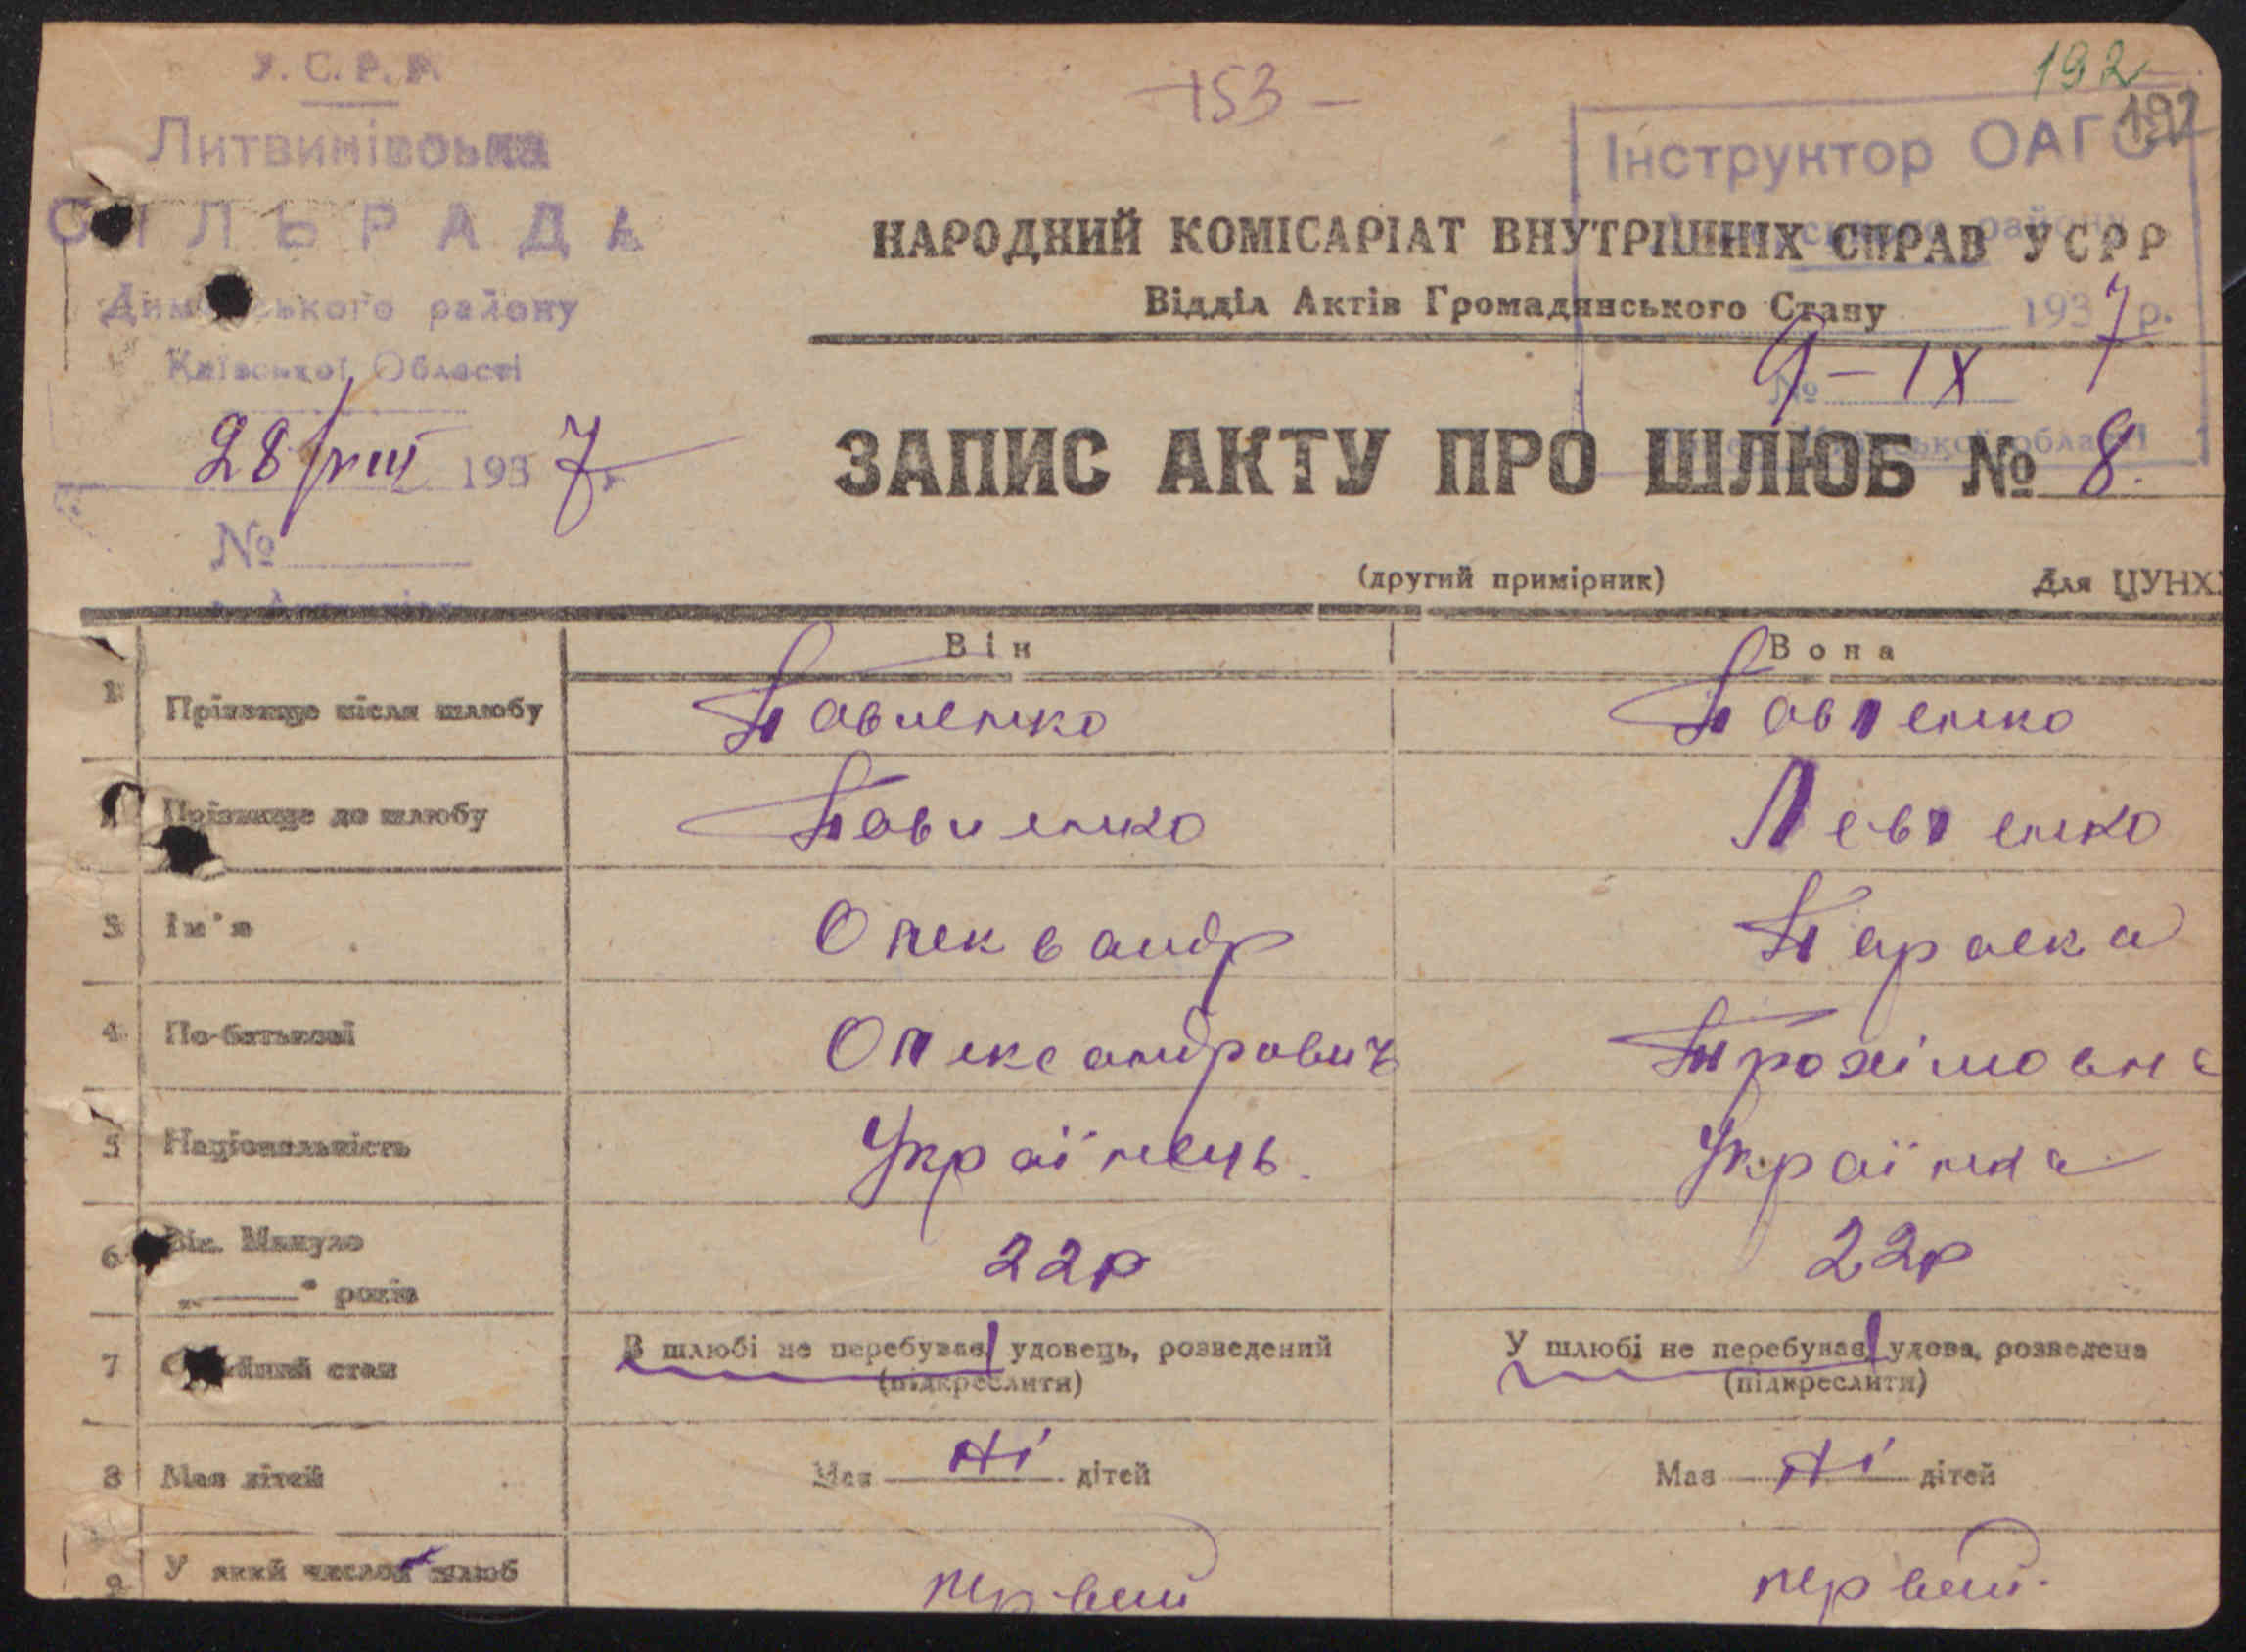 У.С.Р.Р.
Литвинівська
СІЛЬРАДА
Димерського району
Київської Області
28/VIII 1937
№
153
192
192
Інструктор ОАГС
району
1937 р.
9-IX
№
області
НАРОДНИЙ КОМІСАРІАТ ВНУТРІШНІХ СПРАВ УСРР
Відділ Актів Громадянського Стану
ЗАПИС АКТУ ПРО ШЛЮБ № 8.
(другий примірник)
Для ЦУНХ
Він Вона
1 Прізвище після шлюбу Павленко Павленко
Прізвище до шлюбу Павленко Левченко
3 Ім'я Олександр Параска
4 По-батькові Олександрович Трохімовна
5 Національність Українець. Українка
6 Вік. Минуло 22р 22р
„——“ років
7 стан В шлюбі не перебував, удовець, розведений У шлюбі не перебувала, удова, розведена
(підкреслити) (підкреслити)
8 Має дітей Має Ні дітей Має Ні дітей
9 У який числом шлюб первий первий.